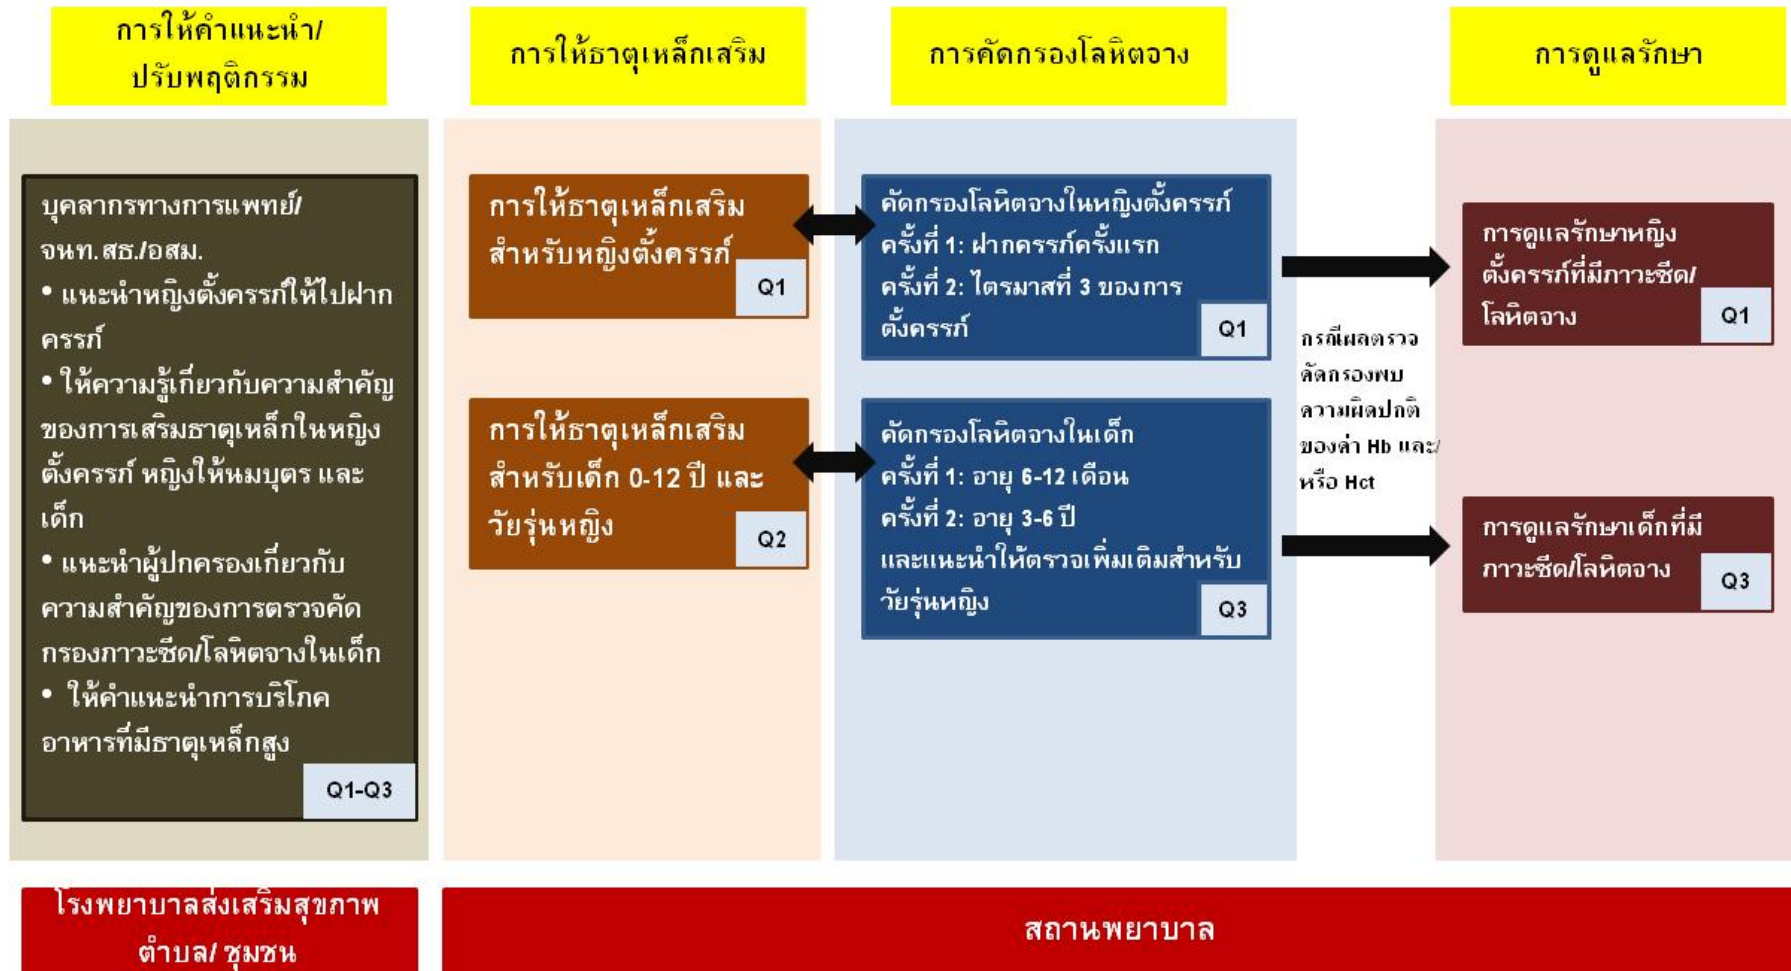 การให้คำแนะนำ/
ปรับพฤติกรรม
การให้ธาตุเหล็กเสริม
การคัดกรองโลหิตจาง
การดูแลรักษา
บุคลากรทางการแพทย์/
จนท.สธ./อสม.
• แนะนำหญิงตั้งครรภ์ให้ไปฝาก
ครรภ์
• ให้ความรู้เกี่ยวกับความสำคัญ
ของการเสริมธาตุเหล็กในหญิง
ตั้งครรภ์ หญิงให้นมบุตร และ
เด็ก
• แนะนำผู้ปกครองเกี่ยวกับ
ความสำคัญของการตรวจคัด
กรองภาวะซีด/โลหิตจางในเด็ก
• ให้คำแนะนำการบริโภค
อาหารที่มีธาตุเหล็กสูง
Q1-Q3
การให้ธาตุเหล็กเสริม
สำหรับหญิงตั้งครรภ์
Q1
การให้ธาตุเหล็กเสริม
สำหรับเด็ก 0-12 ปี และ
วัยรุ่นหญิง
Q2
คัดกรองโลหิตจางในหญิงตั้งครรภ์
ครั้งที่ 1: ฝากครรภ์ครั้งแรก
ครั้งที่ 2: ไตรมาสที่ 3 ของการ
ตั้งครรภ์
Q1
คัดกรองโลหิตจางในเด็ก
ครั้งที่ 1: อายุ 6-12 เดือน
ครั้งที่ 2: อายุ 3-6 ปี
และแนะนำให้ตรวจเพิ่มเติมสำหรับ
วัยรุ่นหญิง
Q3
กรณีผลตรวจ
คัดกรองพบ
ความผิดปกติ
ของค่า Hb และ/
หรือ Hct
การดูแลรักษาหญิง
ตั้งครรภ์ที่มีภาวะซีด/
โลหิตจาง
Q1
การดูแลรักษาเด็กที่มี
ภาวะซีด/โลหิตจาง
Q3
โรงพยาบาลส่งเสริมสุขภาพ
ตำบล/ ชุมชน
สถานพยาบาล